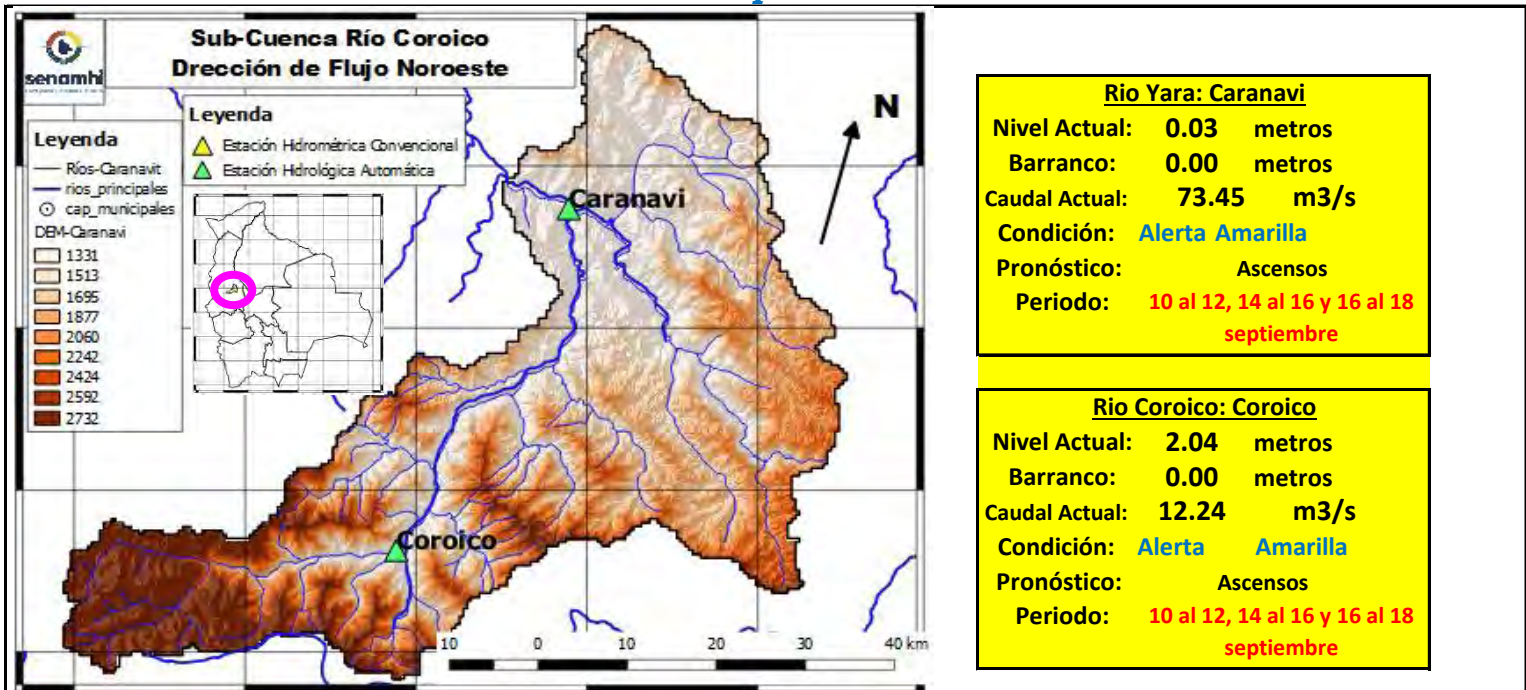 senamhi
Sub-Cuenca Río Coroico
Drección de Flujo Noroeste
Leyenda
Estación Hidrométrica Convencional
Estación Hidrológica Automática
Leyenda
Ríos-Caranavit
rios_principales
cap_municipales
DEM-Caranavi
1331
1513
1695
1877
2060
2242
2424
2592
2732
N
Caranavi
Coroico
10 0 10 20 30 40 km
Rio Yara: Caranavi
Nivel Actual: 0.03 metros
Barranco: 0.00 metros
Caudal Actual: 73.45 m3/s
Condición: Alerta Amarilla
Pronóstico: Ascensos
Periodo: 10 al 12, 14 al 16 y 16 al 18
septiembre
Rio Coroico: Coroico
Nivel Actual: 2.04 metros
Barranco: 0.00 metros
Caudal Actual: 12.24 m3/s
Condición: Alerta Amarilla
Pronóstico: Ascensos
Periodo: 10 al 12, 14 al 16 y 16 al 18
septiembre